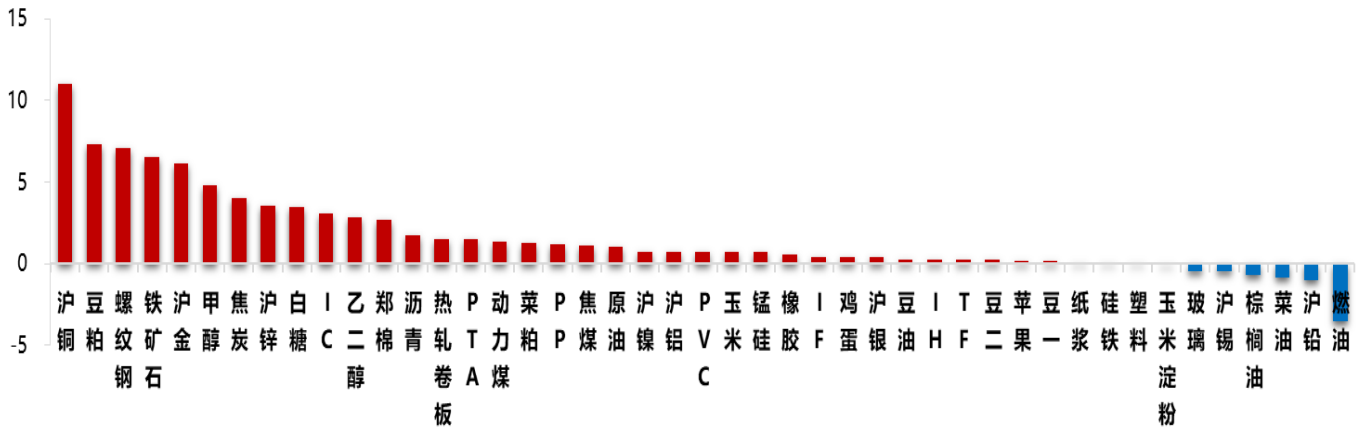 15
10
5
0
-5
沪铜
豆粕
螺纹钢
铁矿石
沪金
甲醇
焦炭
沪锌
白糖
IC
乙二醇
郑棉
沥青
热轧卷板
PTA
动力煤
菜粕
PP
焦煤
原油
沪镍
沪铝
PVC
玉米
锰硅
橡胶
IF
鸡蛋
沪银
豆油
IH
TF
豆二
苹果
豆一
纸浆
硅铁
塑料
玉米淀粉
玻璃
沪锡
棕榈油
菜油
沪铅
燃油